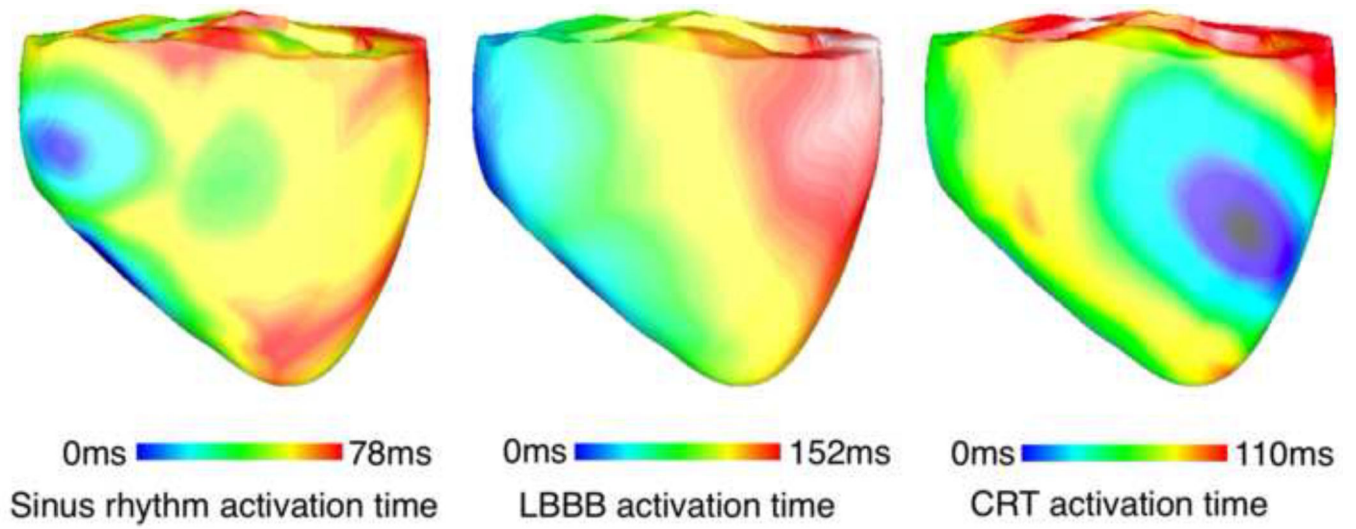 0ms 78ms 0ms 152ms 0ms 110ms
Sinus rhythm activation time LBBB activation time CRT activation time